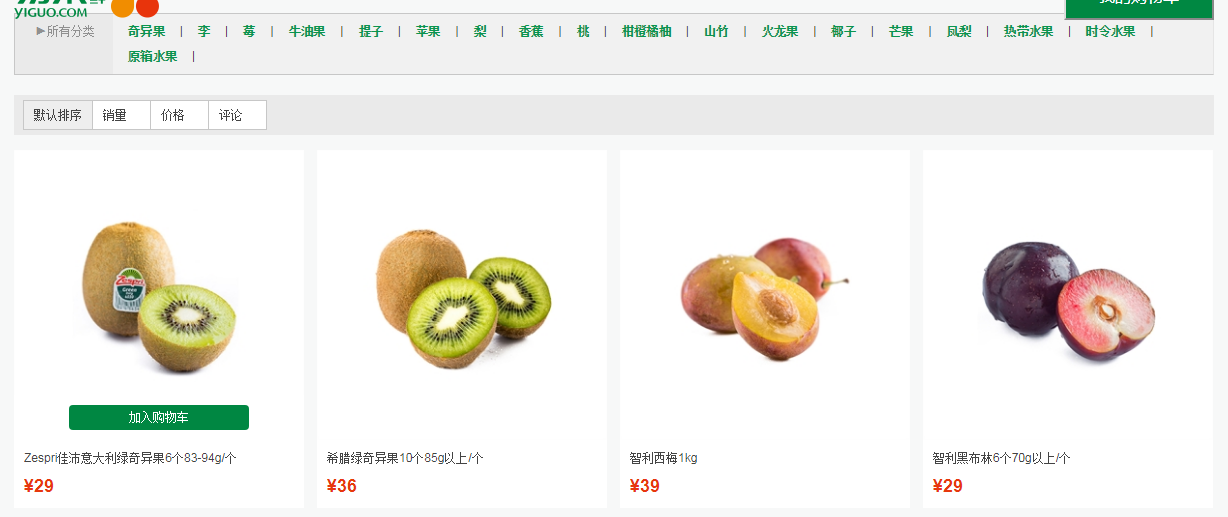 YIGUO.COM
▶所有分类 奇异果 | 李 | 莓 | 牛油果 | 提子 | 苹果 | 梨 | 香蕉 | 桃 | 柑橙橘柚 | 山竹 | 火龙果 | 椰子 | 芒果 | 凤梨 | 热带水果 | 时令水果 |
原箱水果 |
默认排序 销量 价格 评论
Zespri
Green
加入购物车
Zespri佳沛意大利绿奇异果6个83-94g/个 希腊绿奇异果10个85g以上/个 智利西梅1kg 智利黑布林6个70g以上/个
¥29 ¥36 ¥39 ¥29